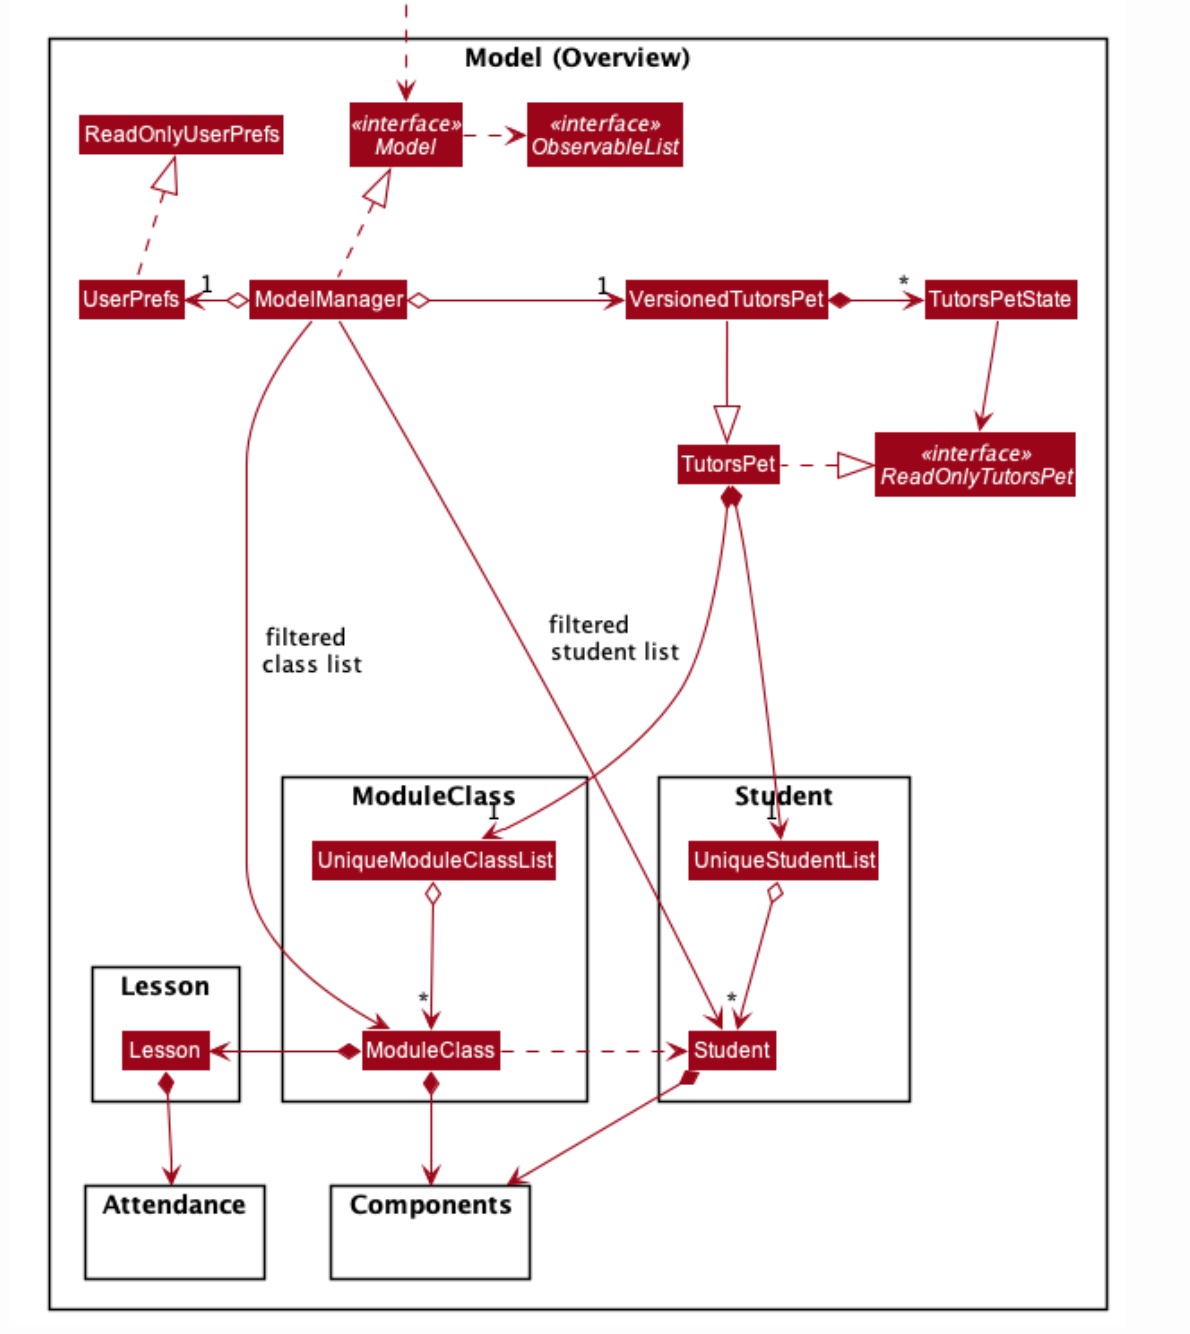 Model (Overview)
ReadOnlyUserPrefs
«interface»
Model
«interface»
ObservableList
UserPrefs
1
ModelManager
1
VersionedTutorsPet
*
TutorsPetState
TutorsPet
«interface»
ReadOnlyTutorsPet
filtered
class list
filtered
student list
ModuleClass
1
UniqueModuleClassList
Student
1
UniqueStudentList
Lesson
*
*
Lesson
ModuleClass
Student
Attendance
Components